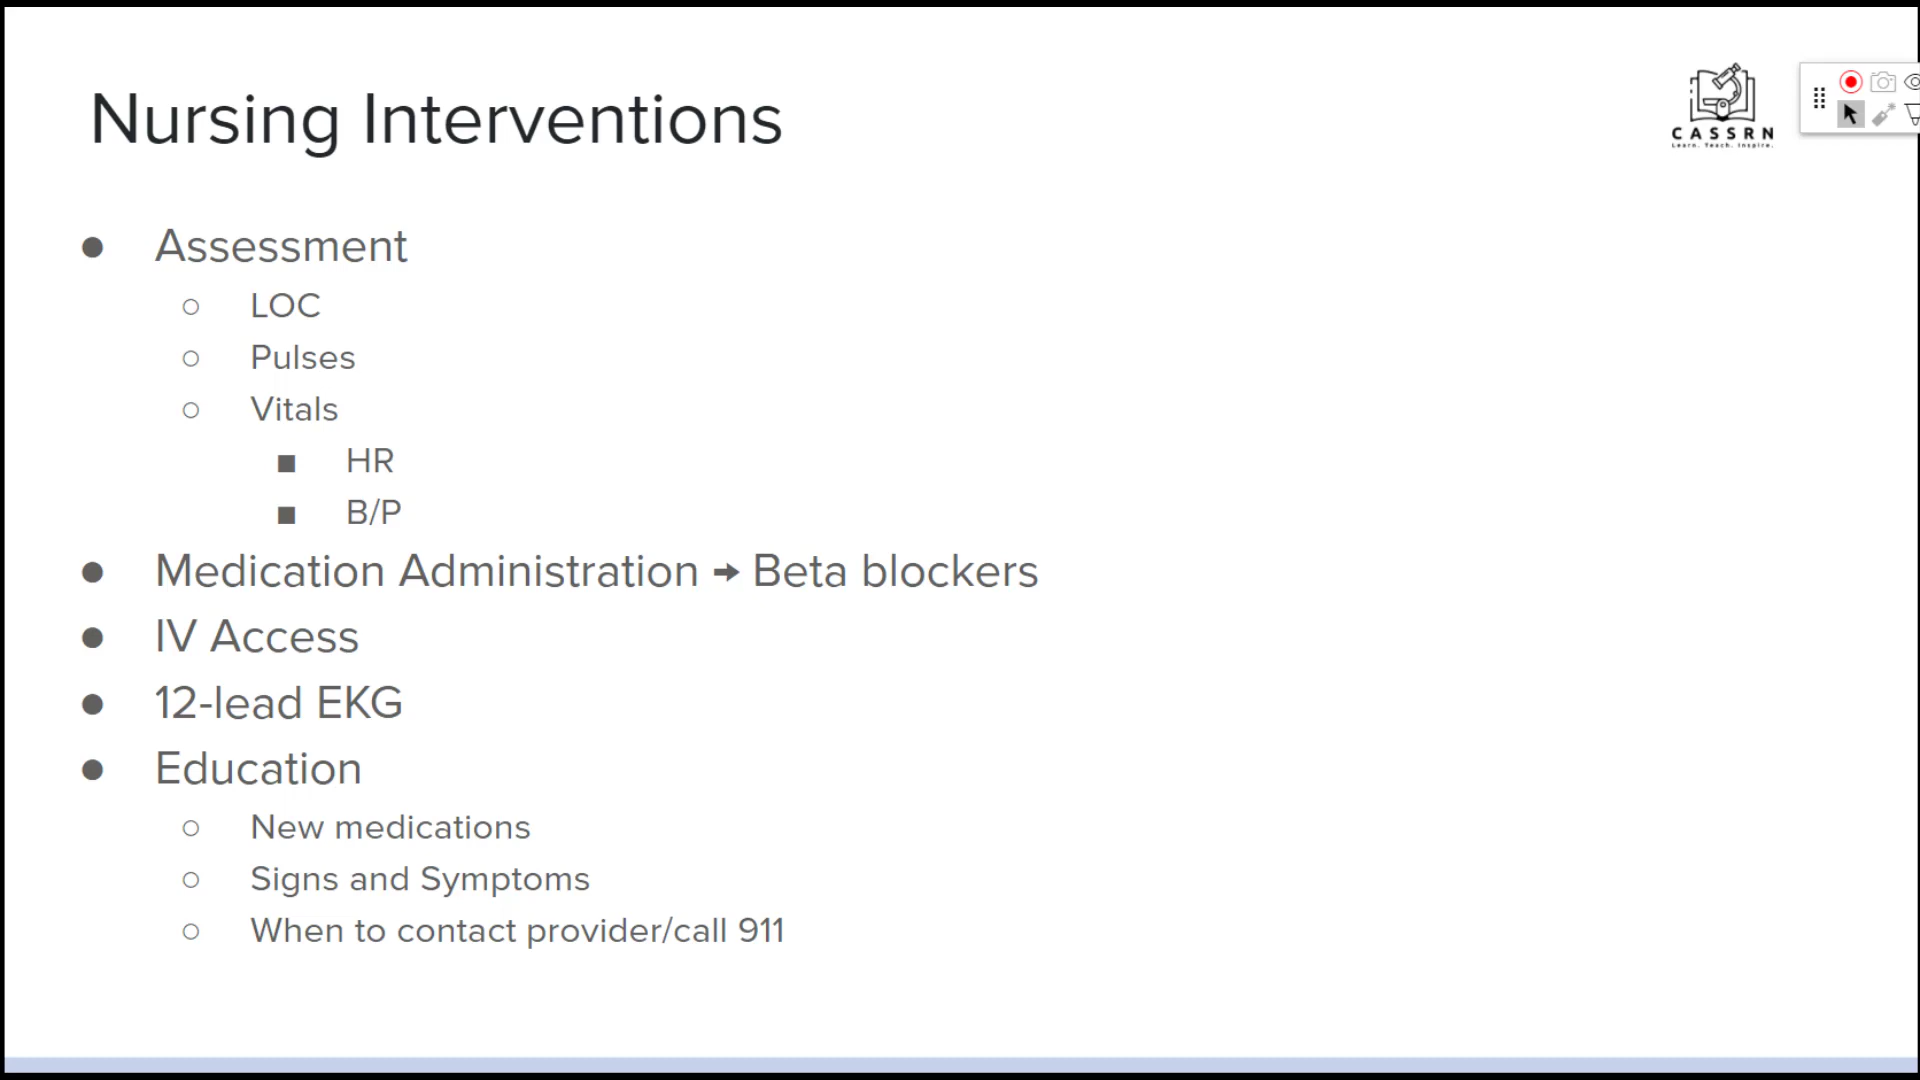 Nursing Interventions
CASSRN
Learn. Teach. Inspire.
● Assessment
○ LOC
○ Pulses
○ Vitals
■ HR
■ B/P
● Medication Administration → Beta blockers
● IV Access
● 12-lead EKG
● Education
○ New medications
○ Signs and Symptoms
○ When to contact provider/call 911